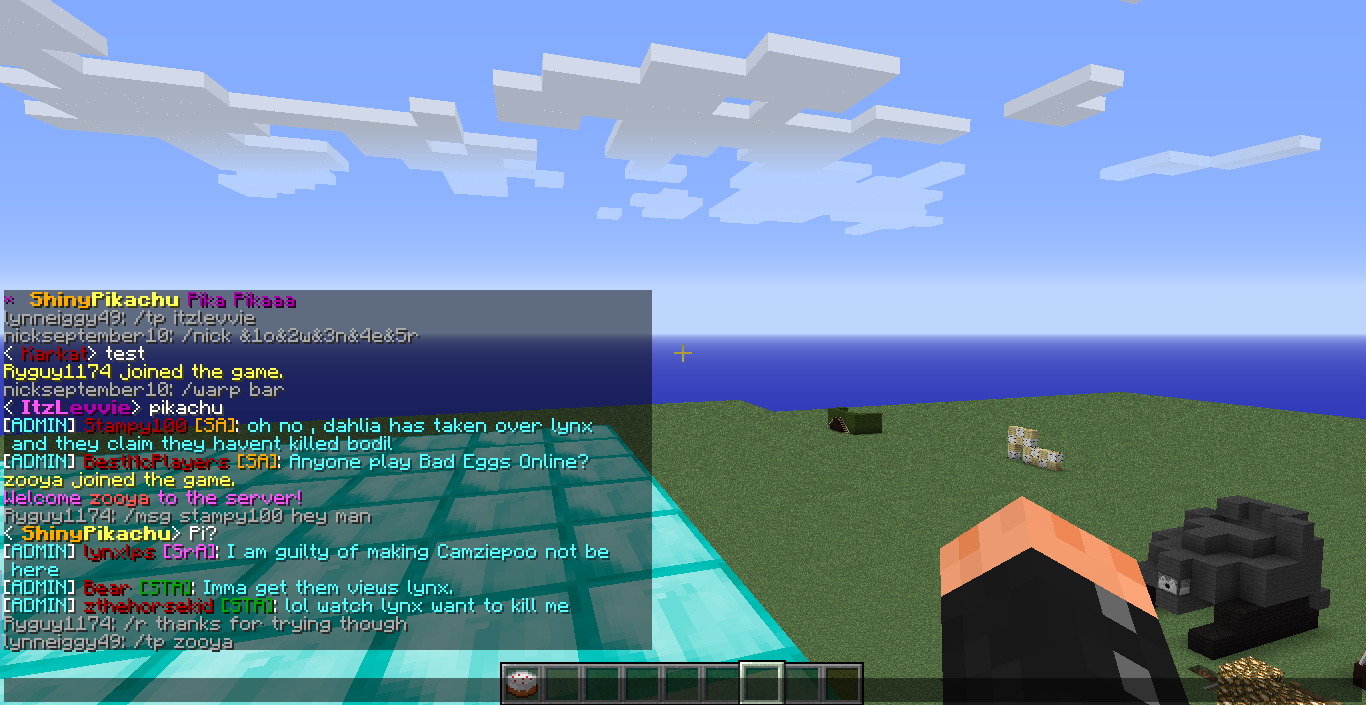 * ShinyPikachu Pika Pikaaa
lynneiggy49: /tp itzlevvie
nickseptember10: /nick &1o&2w&3n&4e&5r
< Karkat> test
Ryguy1174 joined the game.
nickseptember10: /warp bar
< ItzLevvie> pikachu
[ADMIN] Stampy100 [SA]: oh no , dahlia has taken over lynx
and they claim they havent killed bodil
[ADMIN] BestMcPlayers [SA]: Anyone play Bad Eggs Online?
zooya joined the game.
Welcome zooya to the server!
Ryguy1174: /msg stampy100 hey man
< ShinyPikachu> Pi?
[ADMIN] lynxlps [SrA]: I am guilty of making Camziepoo not be
here
[ADMIN] Bear [STA]: Imma get them views lynx.
[ADMIN] zthehorsekid [STA]: lol watch lynx want to kill me
Ryguy1174: /r thanks for trying though
lynneiggy49: /tp zooya